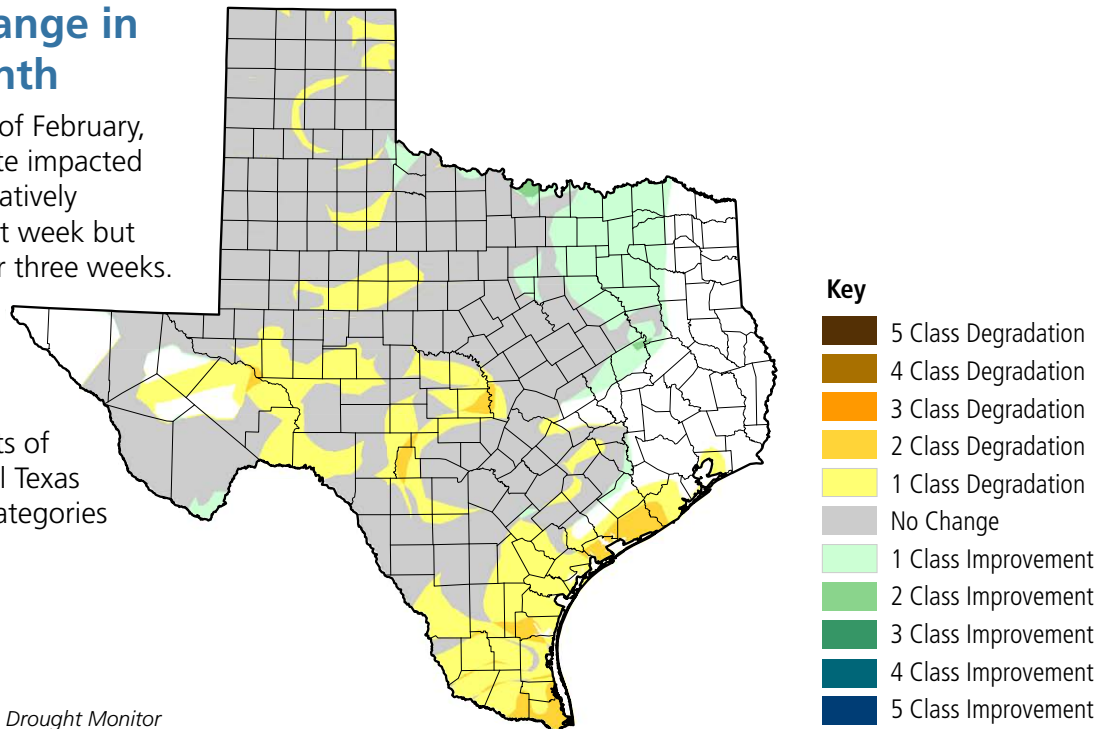 ange in
nth
of February,
te impacted
atively
t week but
r three weeks.
ts of
l Texas
ategories
Drought Monitor
Key
5 Class Degradation
4 Class Degradation
3 Class Degradation
2 Class Degradation
1 Class Degradation
No Change
1 Class Improvement
2 Class Improvement
3 Class Improvement
4 Class Improvement
5 Class Improvement